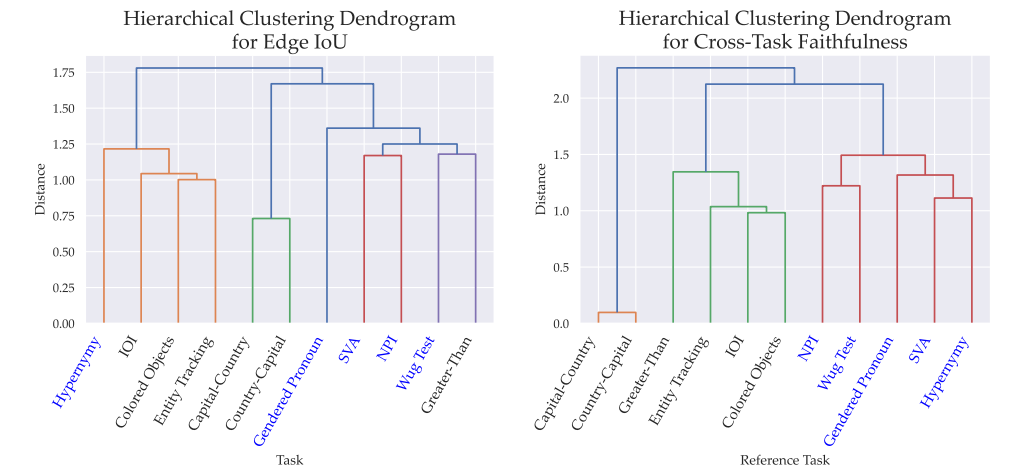 Hierarchical Clustering Dendrogram
for Edge IoU
1.75
1.50
1.25
1.00
0.75
0.50
0.25
0.00
Distance
Hypernymy
IOI
Colored Objects
Entity Tracking
Capital-Country
Country-Capital
Gendered Pronoun
SVA
NPI
Wug Test
Greater-Than
Task
Hierarchical Clustering Dendrogram
for Cross-Task Faithfulness
2.0
1.5
1.0
0.5
0.0
Distance
Capital-Country
Country-Capital
Greater-Than
Entity Tracking
IOI
Colored Objects
NPI
Wug Test
Gendered Pronoun
SVA
Hypernymy
Reference Task